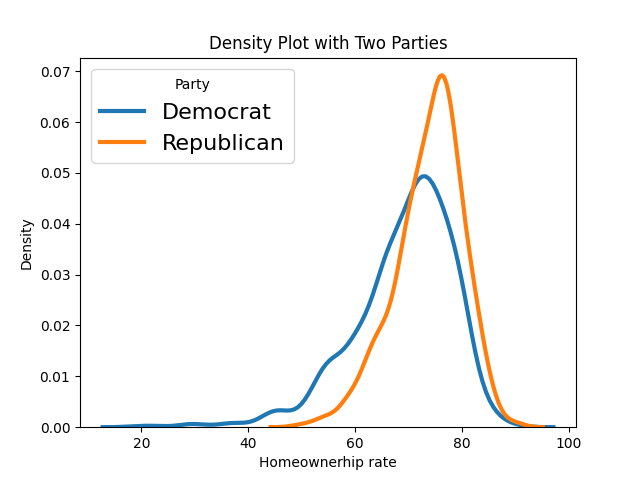 Density Plot with Two Parties
Party
Democrat
Republican
Density
0.07
0.06
0.05
0.04
0.03
0.02
0.01
0.00
20
40
60
80
100
Homeownerhip rate